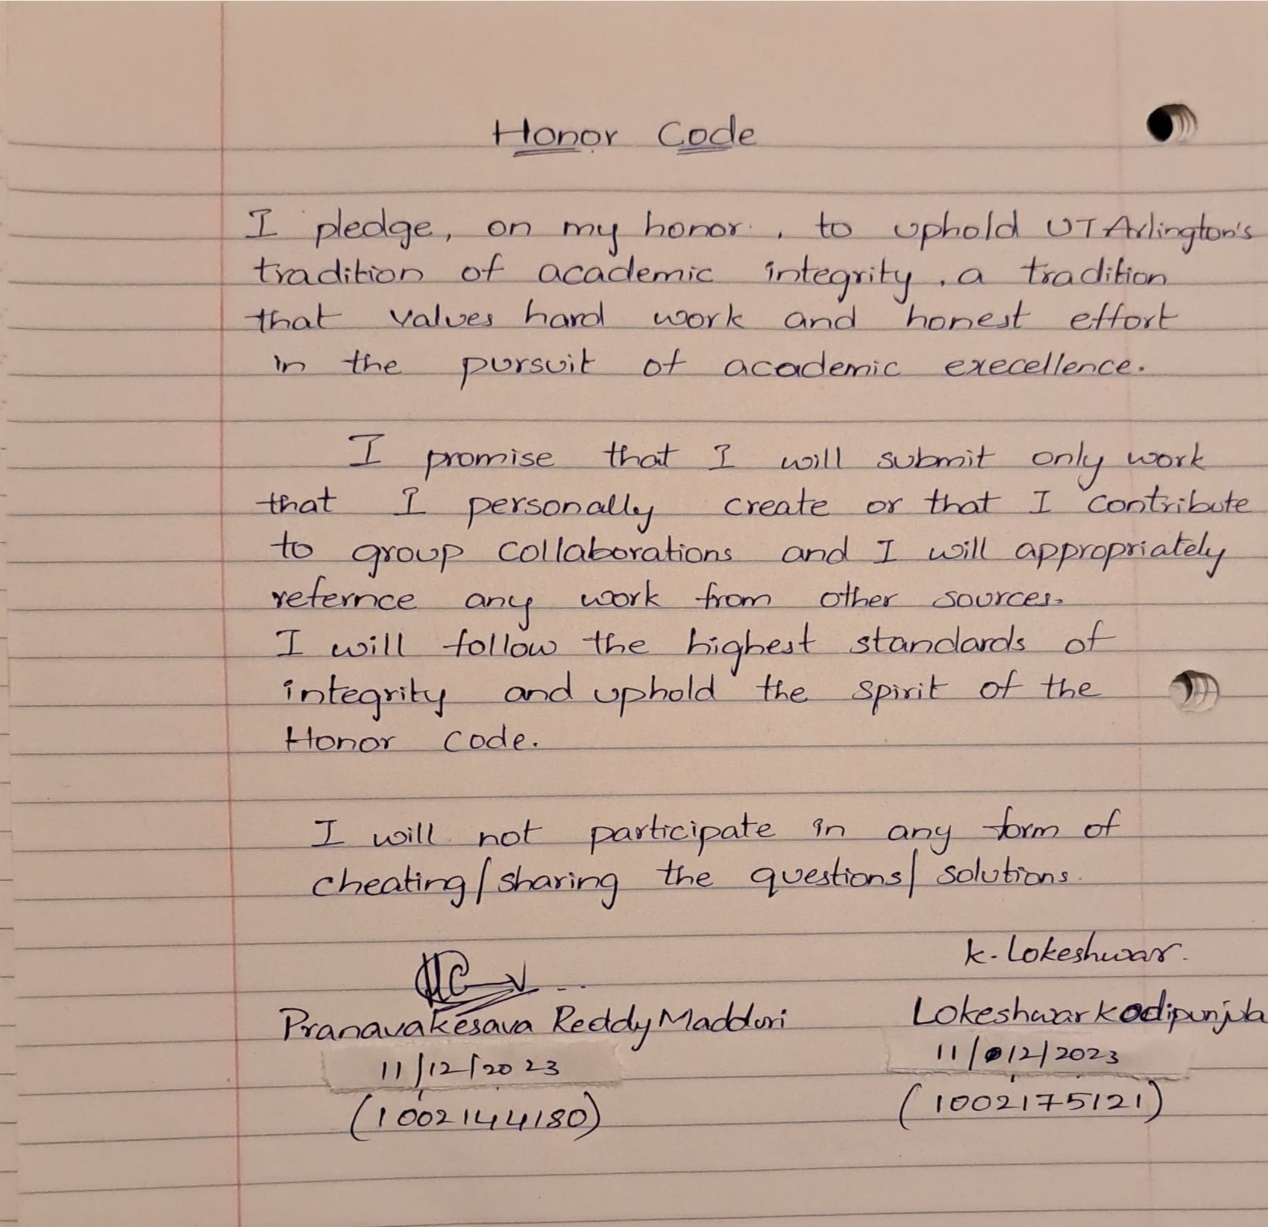 Honor Code
I pledge, on my honor, to uphold UT Arlington's
tradition of academic integrity, a tradition
that values hard work and honest effort
in the pursuit of academic execellence.
I promise that I will submit only work
that I personally create or that I contribute
to group collaborations and I will appropriately
refernce any work from other sources.
I will follow the highest standards of
integrity and uphold the spirit of the
Honor Code.
I will not participate in any form of
cheating/sharing the questions/solutions.
K. Lokeshwar.
Pranavakesava Reddy Madduri Lokeshwar Kodipunjula
11/12/2023 11/12/2023
(1002144180) (1002175121)